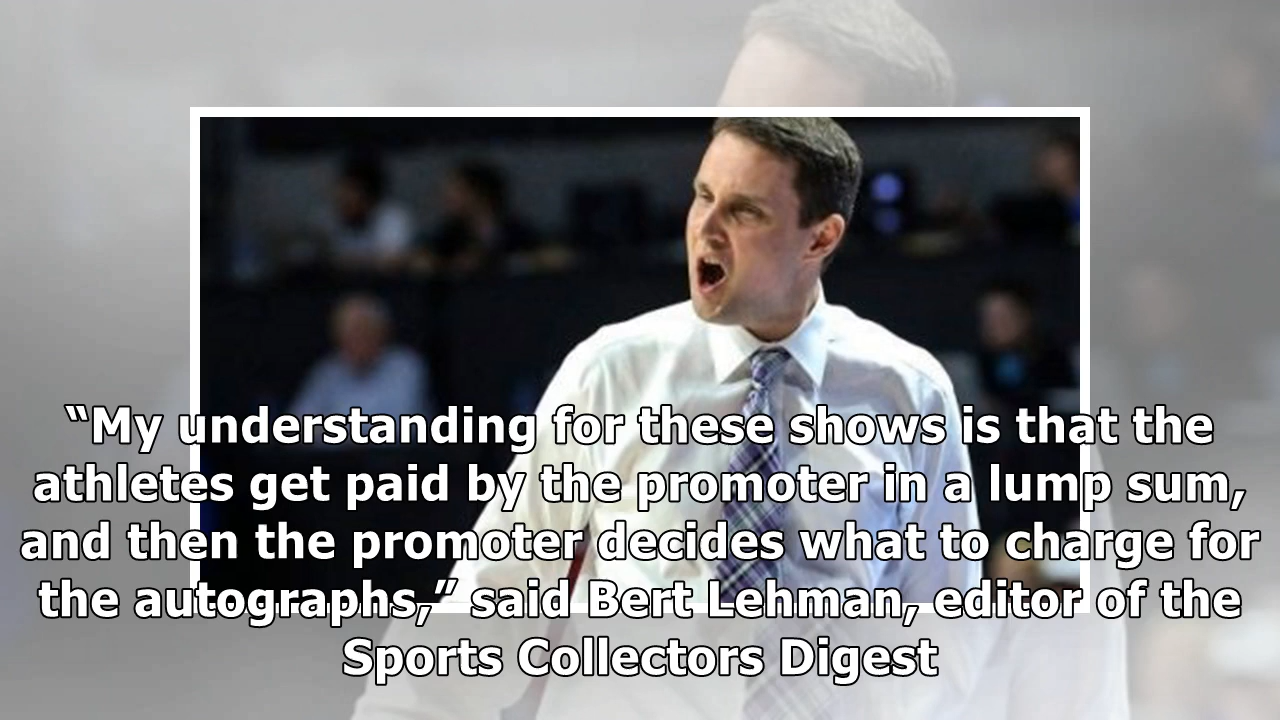 “My understanding for these shows is that the
athletes get paid by the promoter in a lump sum,
and then the promoter decides what to charge for
the autographs,” said Bert Lehman, editor of the
Sports Collectors Digest